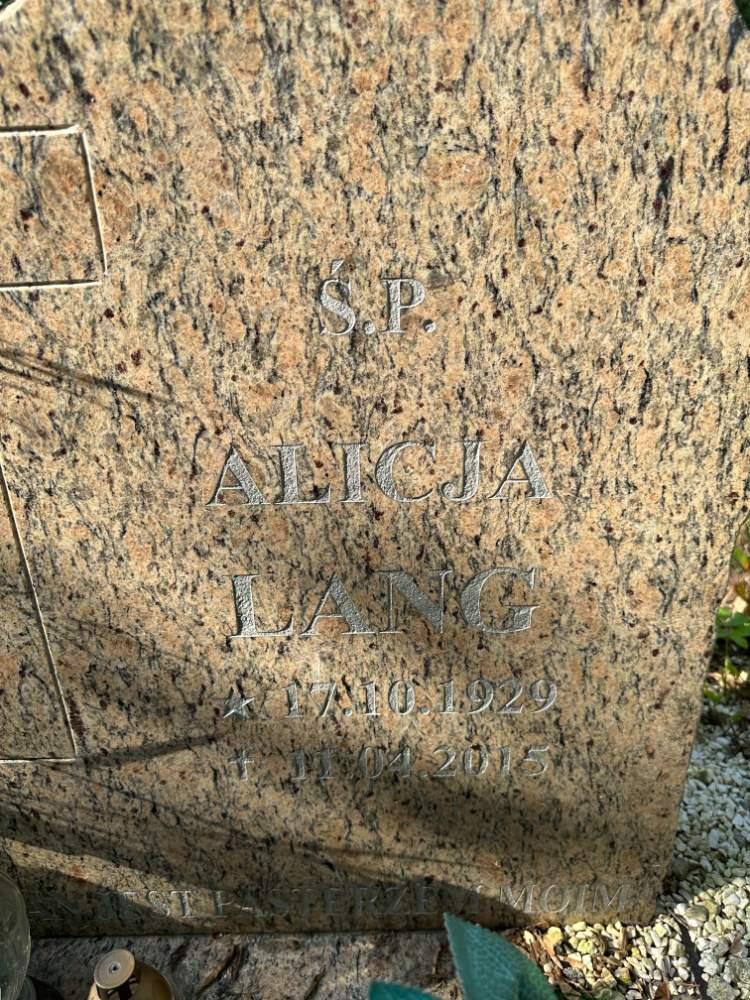 Ś.P.
ALICJA
LANG
★ 17.10.1929
✝ 11.04.2015
JEST PASTERZEM MOIM